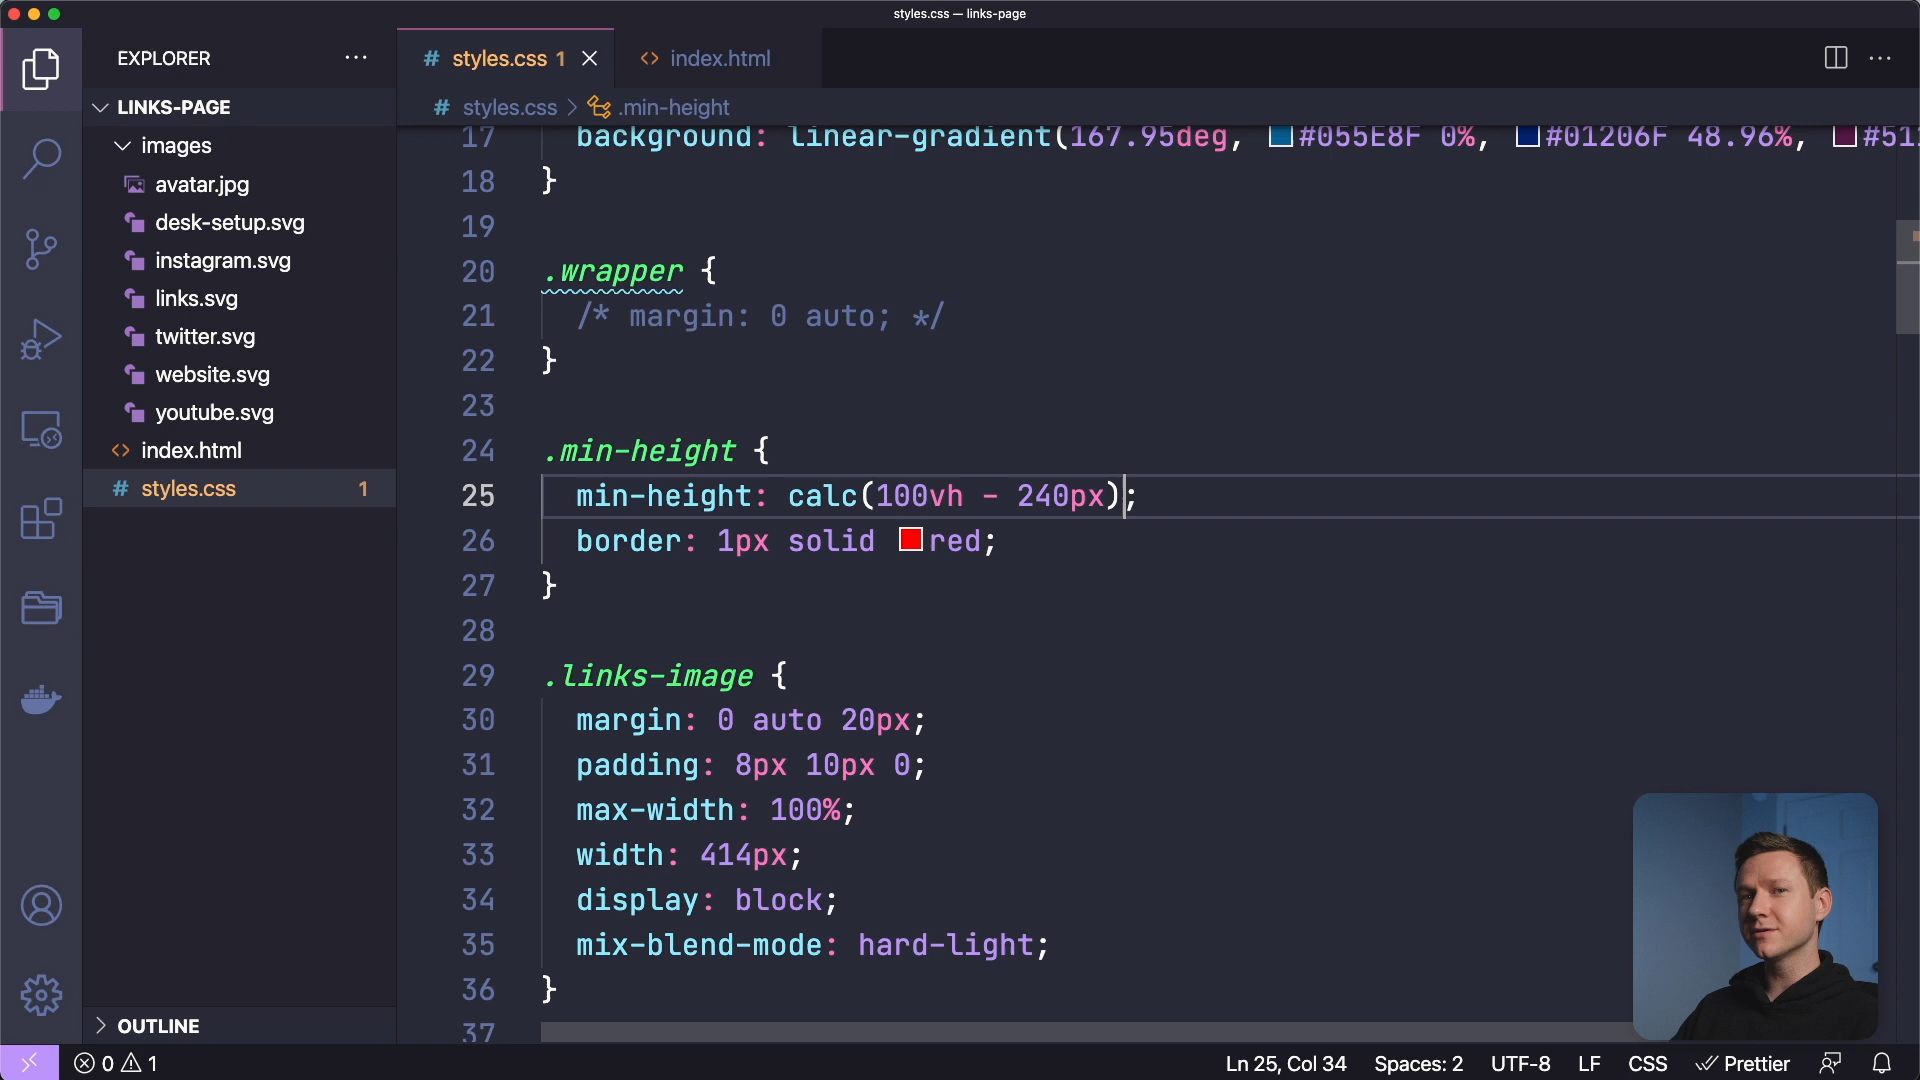 styles.css — links-page
EXPLORER
LINKS-PAGE
images
avatar.jpg
desk-setup.svg
instagram.svg
links.svg
twitter.svg
website.svg
youtube.svg
index.html
styles.css 1
OUTLINE
# styles.css 1
<> index.html
# styles.css > .min-height
17 background: linear-gradient(167.95deg, #055E8F 0%, #01206F 48.96%,
18 }
19
20 .wrapper {
21 /* margin: 0 auto; */
22 }
23
24 .min-height {
25 min-height: calc(100vh - 240px);
26 border: 1px solid red;
27 }
28
29 .links-image {
30 margin: 0 auto 20px;
31 padding: 8px 10px 0;
32 max-width: 100%;
33 width: 414px;
34 display: block;
35 mix-blend-mode: hard-light;
36 }
37
0 1
Ln 25, Col 34 Spaces: 2 UTF-8 LF CSS Prettier